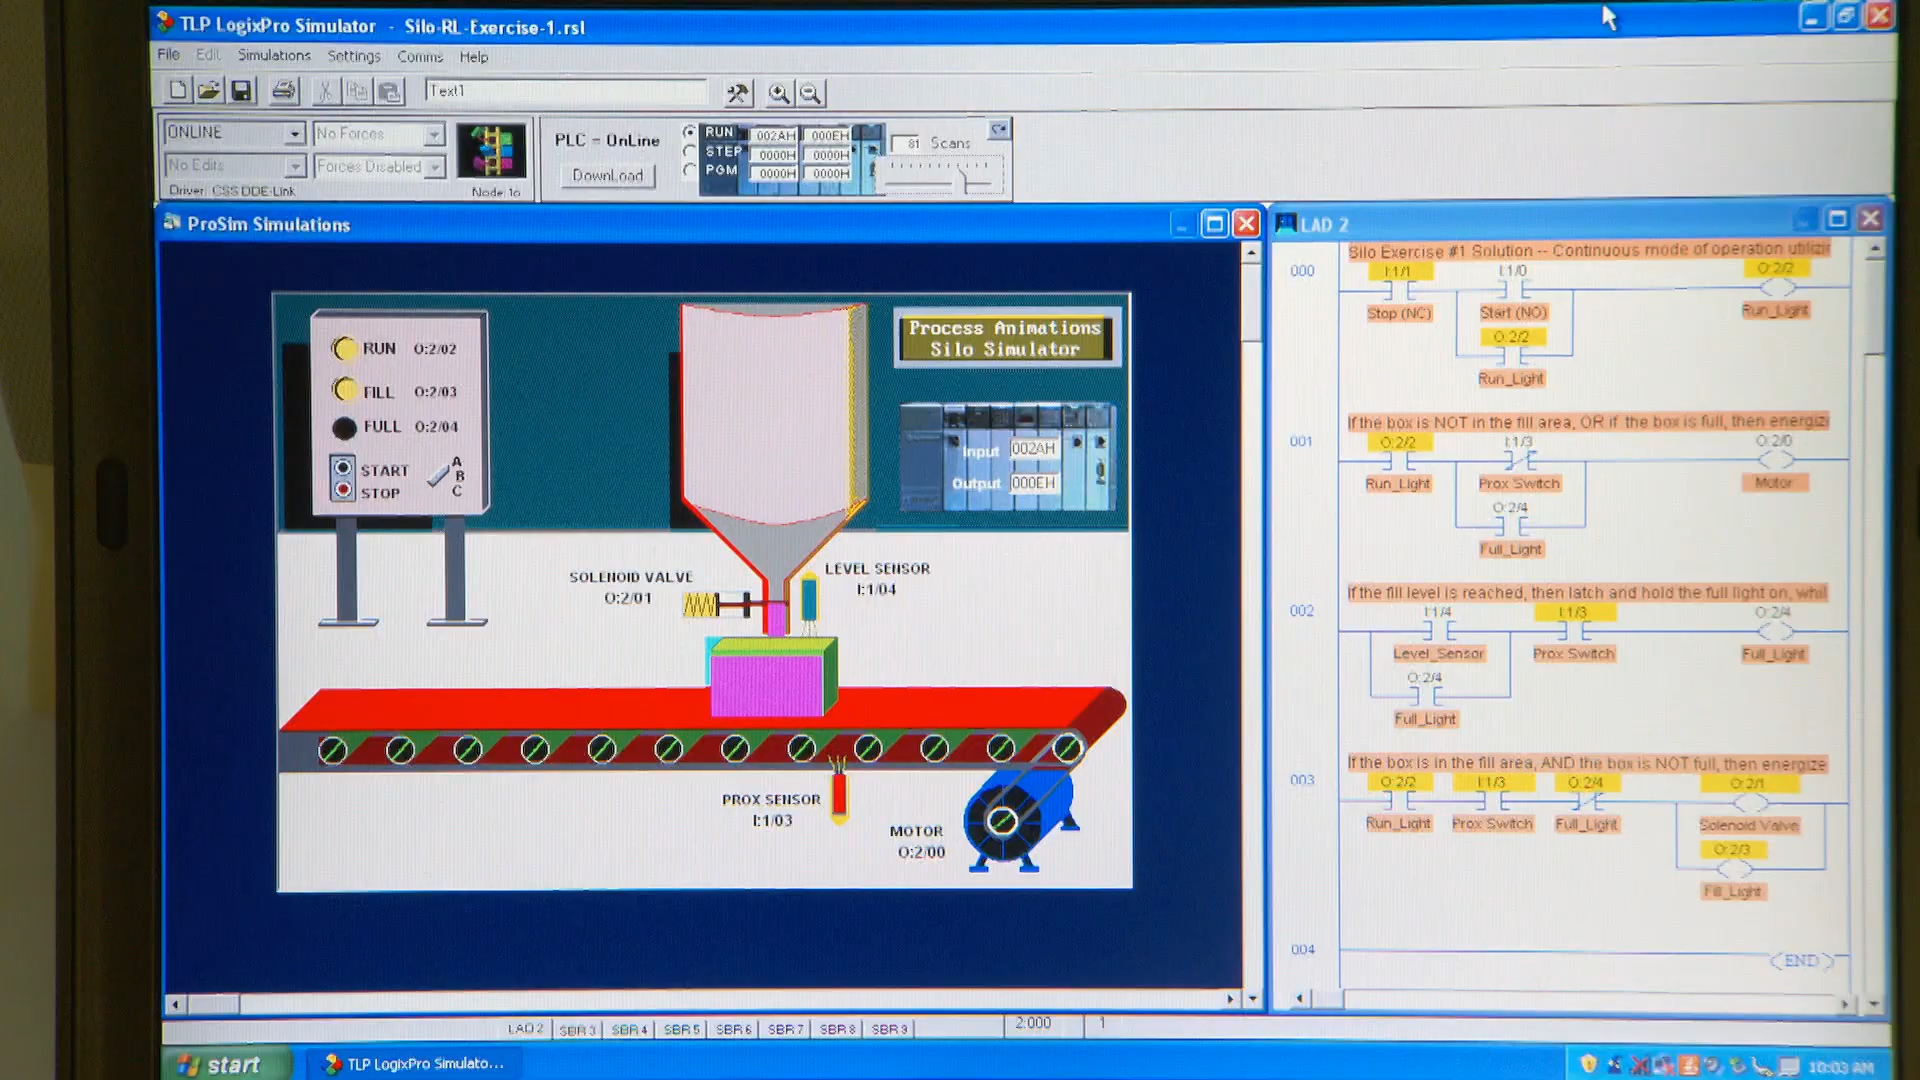 TLP LogixPro Simulator - Silo-RL-Exercise-1.rsl
File Edit Simulations Settings Comms Help
Text1
ONLINE No Forces
No Edits Forces Disabled
Driver: CSS DDE-Link Node: 1o
PLC = OnLine
DownLoad
RUN 002AH 000EH
STEP 0000H 0000H
PGM 0000H 0000H
81 Scans
ProSim Simulations
RUN O:2/02
FILL O:2/03
FULL O:2/04
START
STOP
A
B
C
Process Animations
Silo Simulator
Input 002AH
Output 000EH
SOLENOID VALVE
O:2/01
LEVEL SENSOR
I:1/04
PROX SENSOR
I:1/03
MOTOR
O:2/00
LAD 2
Silo Exercise #1 Solution -- Continuous mode of operation utilizin
000 I:1/1 I:1/0 O:2/2
Stop (NC) Start (NO) Run_Light
O:2/2
Run_Light
If the box is NOT in the fill area, OR if the box is full, then energize
001 O:2/2 I:1/3 O:2/0
Run_Light Prox Switch Motor
O:2/4
Full_Light
If the fill level is reached, then latch and hold the full light on, whil
002 I:1/4 I:1/3 O:2/4
Level_Sensor Prox Switch Full_Light
O:2/4
Full_Light
If the box is in the fill area, AND the box is NOT full, then energize
003 O:2/2 I:1/3 O:2/4 O:2/1
Run_Light Prox Switch Full_Light Solenoid Valve
O:2/3
Fill_Light
004 END
LAD 2 SBR 3 SBR 4 SBR 5 SBR 6 SBR 7 SBR 8 SBR 9 2:000 1
start TLP LogixPro Simulato... 10:03 AM